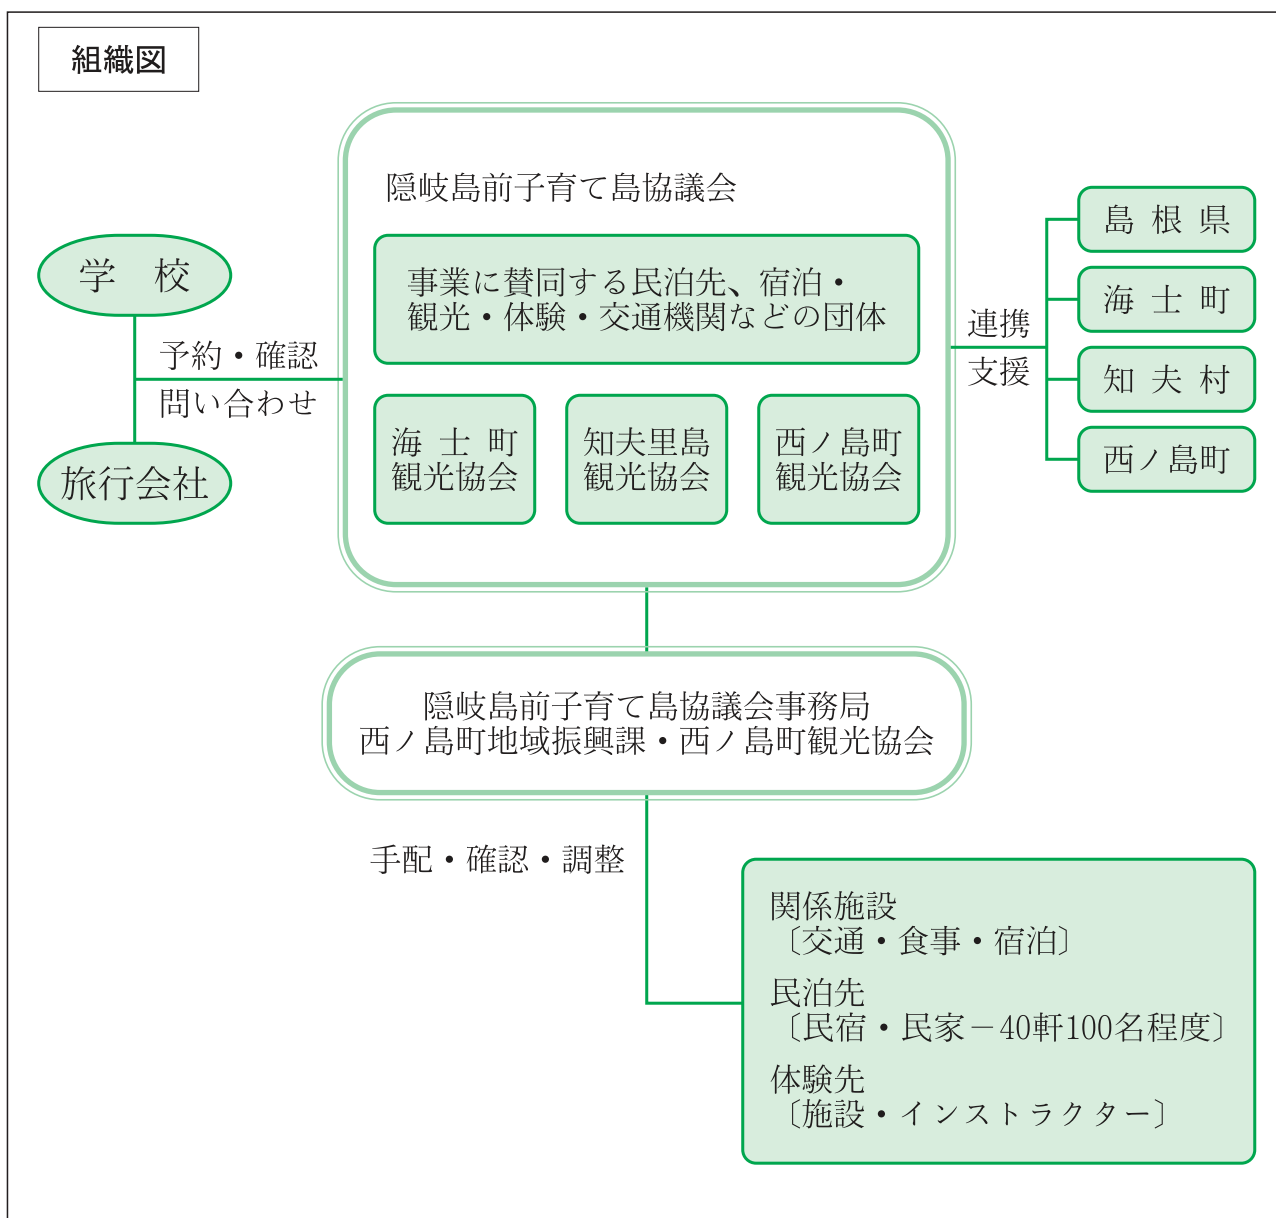 組織図
隠岐島前子育て島協議会
事業に賛同する民泊先、宿泊・
観光・体験・交通機関などの団体
海士町
観光協会
知夫里島
観光協会
西ノ島町
観光協会
学校
予約・確認
問い合わせ
旅行会社
連携
支援
島根県
海士町
知夫村
西ノ島町
隠岐島前子育て島協議会事務局
西ノ島町地域振興課・西ノ島町観光協会
手配・確認・調整
関係施設
〔交通・食事・宿泊〕
民泊先
〔民宿・民家－40軒100名程度〕
体験先
〔施設・インストラクター〕